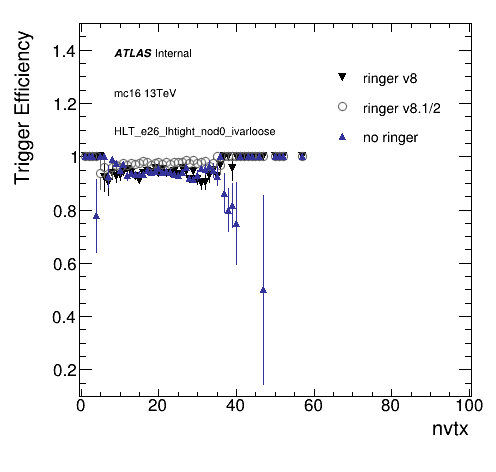 Trigger Efficiency
1.4
1.2
1
0.8
0.6
0.4
0.2
ATLAS Internal
mc16 13TeV
HLT_e26_lhtight_nod0_ivarloose
ringer v8
ringer v8.1/2
no ringer
0 20 40 60 80 100
nvtx